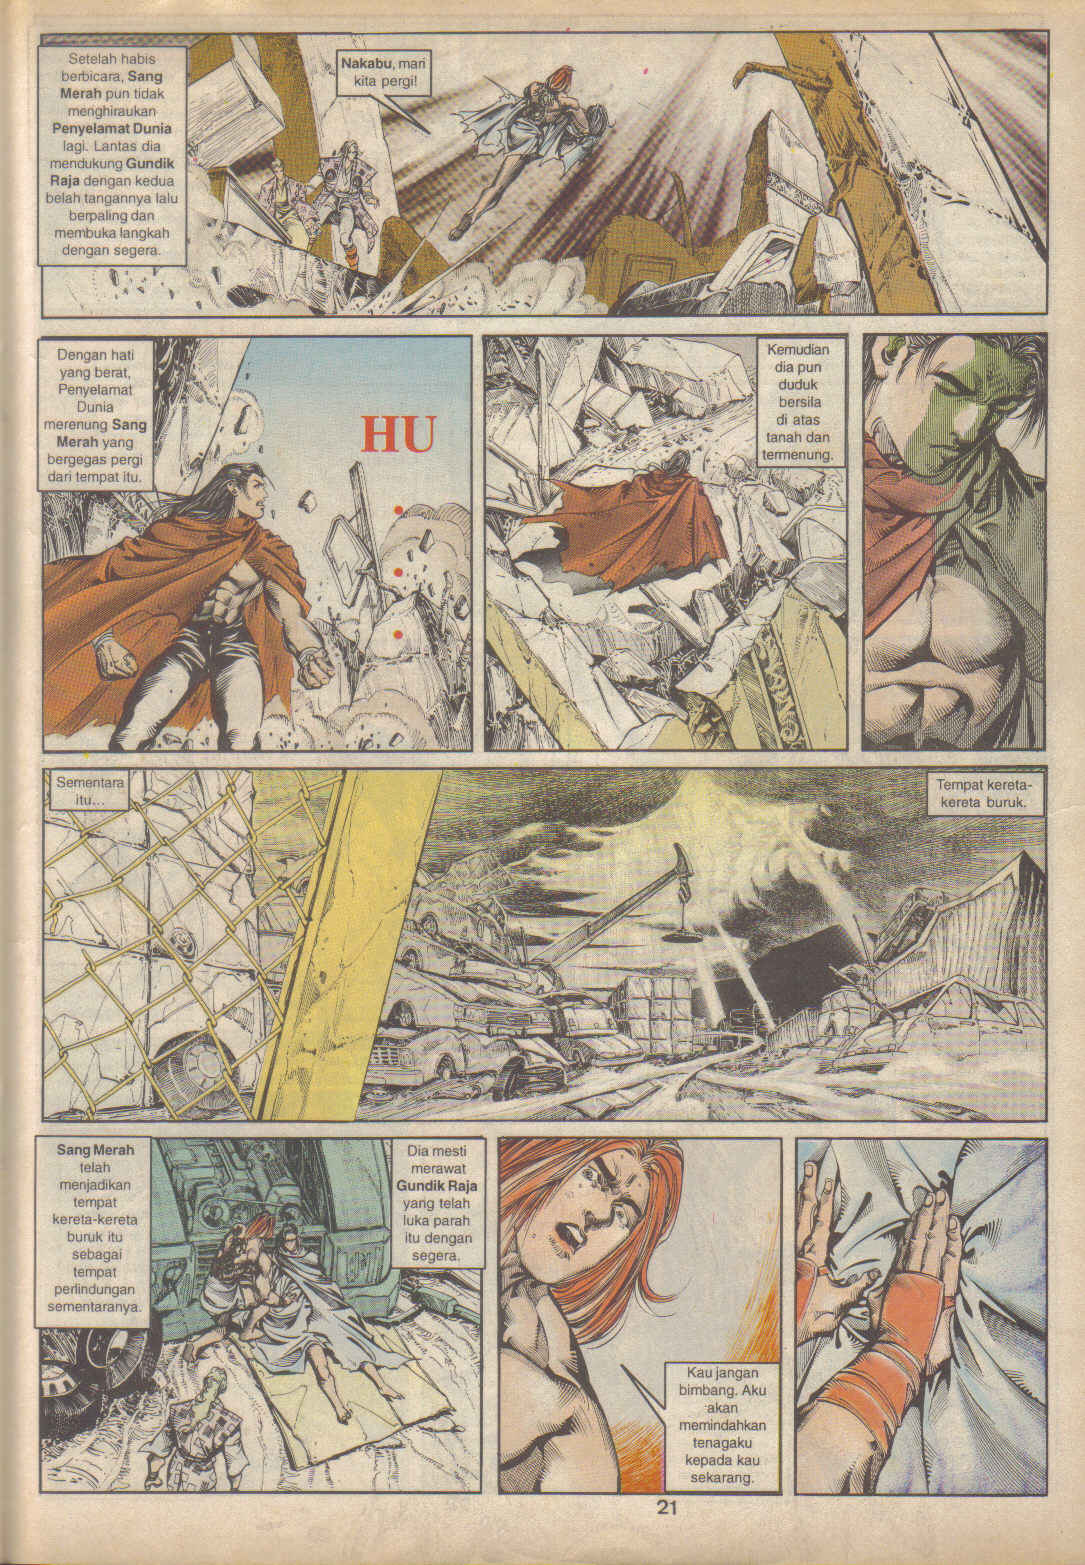 Setelah habis
berbicara, Sang
Merah pun tidak
menghiraukan
Penyelamat Dunia
lagi. Lantas dia
mendukung Gundik
Raja dengan kedua
belah tangannya lalu
berpaling dan
membuka langkah
dengan segera.
Nakabu, mari
kita pergi!
Dengan hati
yang berat,
Penyelamat
Dunia
merenung Sang
Merah yang
bergegas pergi
dari tempat itu.
HU
Kemudian
dia pun
duduk
bersila
di atas
tanah dan
termenung.
Sementara
itu...
Tempat kereta-
kereta buruk.
Sang Merah
telah
menjadikan
tempat
kereta-kereta
buruk itu
sebagai
tempat
perlindungan
sementaranya.
Dia mesti
merawat
Gundik Raja
yang telah
luka parah
itu dengan
segera.
Kau jangan
bimbang. Aku
akan
memindahkan
tenagaku
kepada kau
sekarang.
21